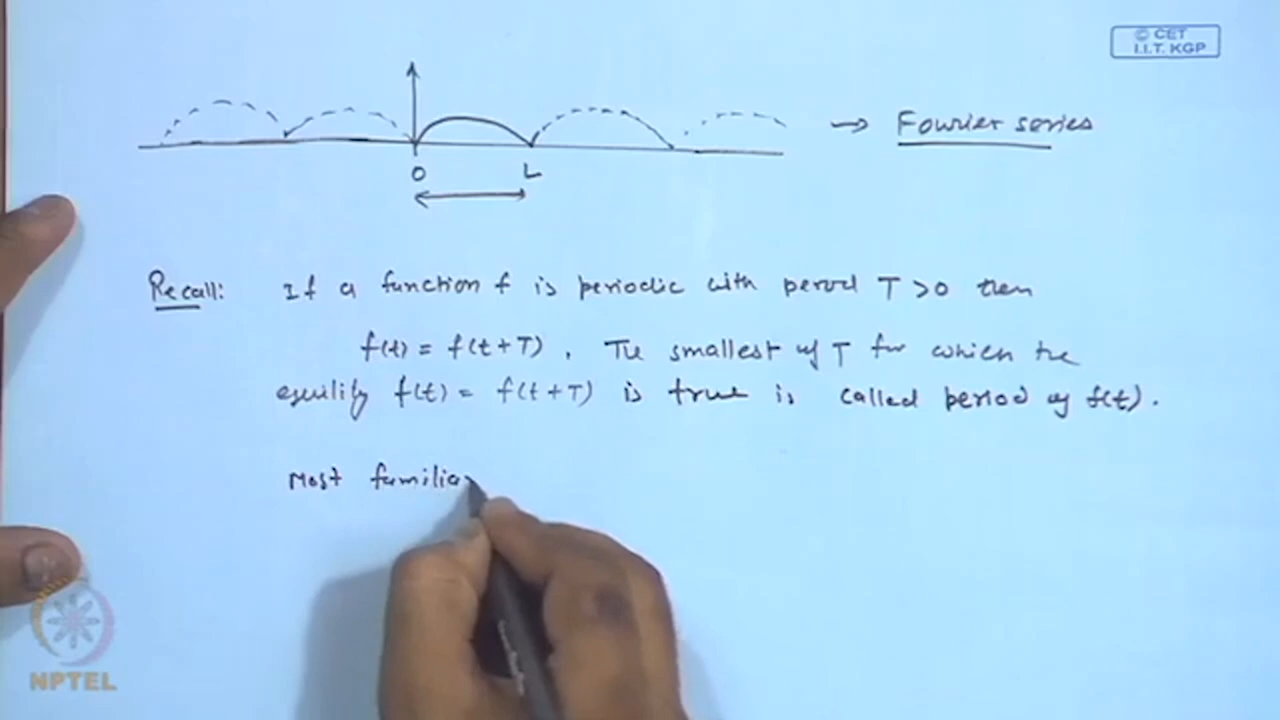 © CET
I.I.T. KGP
→ Fourier series
0 L
Recall: If a function f is periodic with period T > 0 then
f(t) = f(t+T). The smallest of T for which the
equility f(t) = f(t+T) is true is called period of f(t).
Most familiar
NPTEL